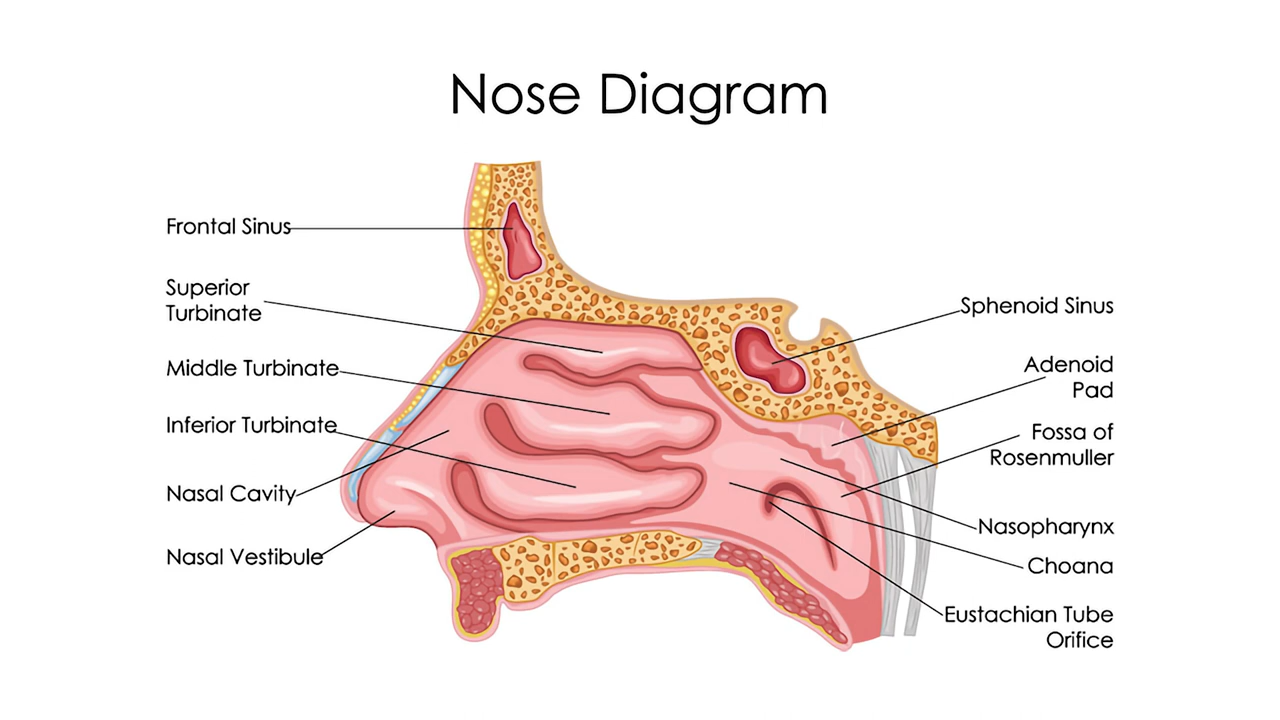 Nose Diagram
Frontal Sinus
Superior
Turbinate
Middle Turbinate
Inferior Turbinate
Nasal Cavity
Nasal Vestibule
Sphenoid Sinus
Adenoid
Pad
Fossa of
Rosenmuller
Nasopharynx
Choana
Eustachian Tube
Orifice